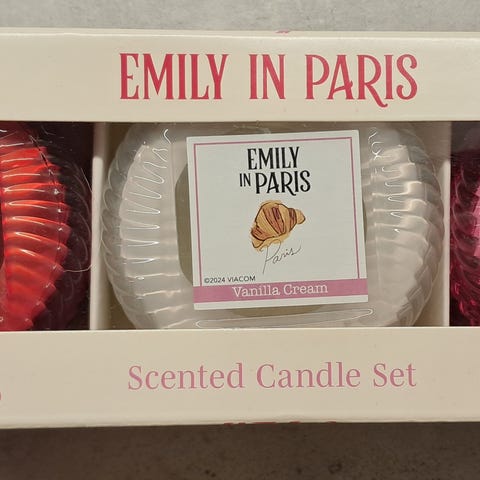 EMILY IN PARIS
EMILY
IN PARIS
Paris
©2024 VIACOM
Vanilla Cream
Scented Candle Set